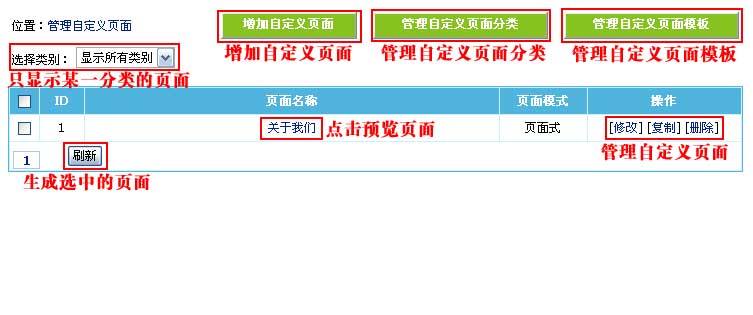 位置：管理自定义页面 增加自定义页面 管理自定义页面分类 管理自定义页面模板
增加自定义页面 管理自定义页面分类 管理自定义页面模板
选择类别： 显示所有类别
只显示某一分类的页面
ID 页面名称 页面模式 操作
1 关于我们 点击预览页面 页面式 [修改] [复制] [删除]
管理自定义页面
1 刷新
生成选中的页面